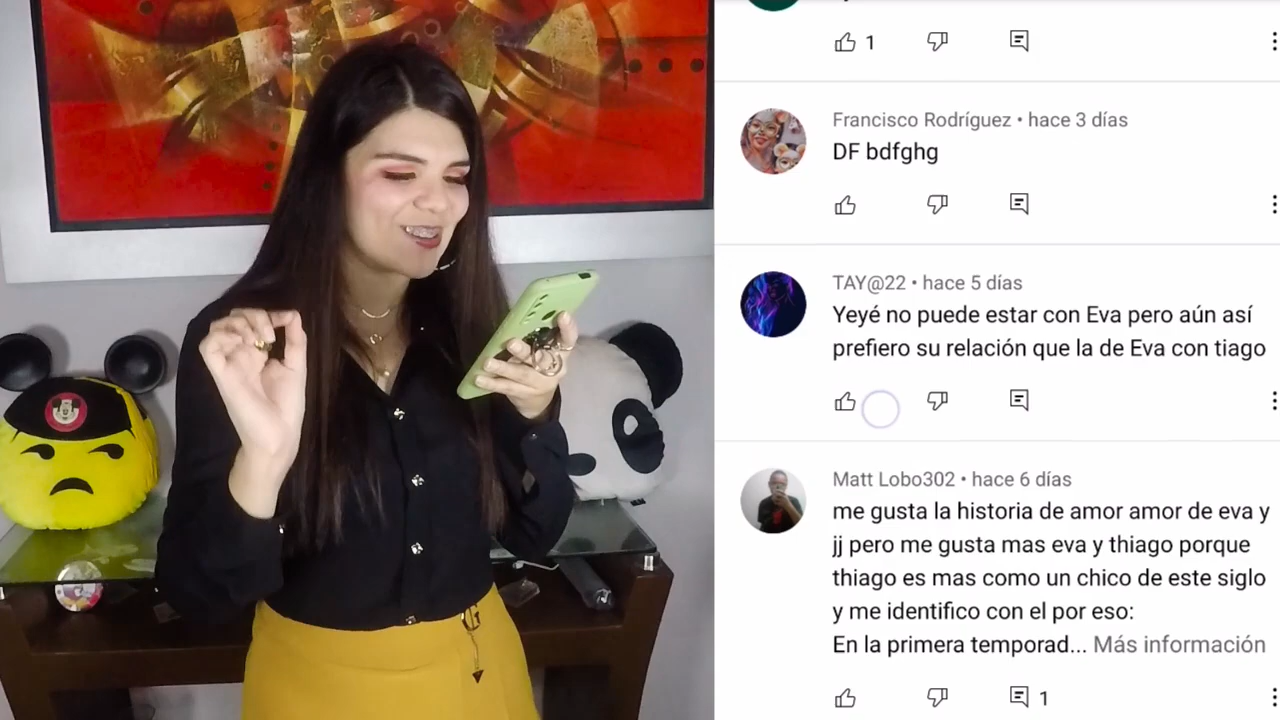 1
Francisco Rodríguez • hace 3 días
DF bdfghg
TAY@22 • hace 5 días
Yeyé no puede estar con Eva pero aún así
prefiero su relación que la de Eva con tiago
Matt Lobo302 • hace 6 días
me gusta la historia de amor amor de eva y
jj pero me gusta mas eva y thiago porque
thiago es mas como un chico de este siglo
y me identifico con el por eso:
En la primera temporad... Más información
1